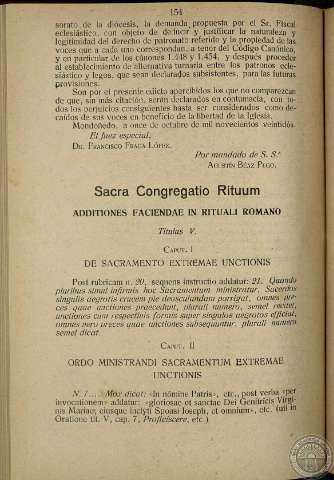 154
sorato de la diócesis, la demanda propuesta por el Sr. Fiscal
eclesiástico, con objeto de deducir y justificar la naturaleza y
legitimidad del derecho de patronato referido y la propiedad de las
voces que a cada uno correspondan, a tenor del Código Canónico,
y en particular de los cánones 1.448 y 1.454, y después proceder
al establecimiento de alternativa turnaria entre los patronos ecle-
siástico y legos, que sean declarados subsistentes, para las futuras
provisiones.
Son por el presente edicto apercibidos los que no comparezcan
de que, sin más citación, serán declarados en contumacia, con to-
dos los perjuicios consiguientes hasta ser considerados como de-
caídos de sus voces en beneficio de la libertad de la Iglesia.
Mondoñedo, a once de octubre de mil novecientos veintidós.
El Juez especial,
DR. FRANCISCO FRAGA LÓPEZ.
Por mandado de S. S.ª
AGUSTÍN BÉAZ PEGO.
Sacra Congregatio Rituum
ADDITIONES FACIENDAE IN RITUALI ROMANO
Titulus V.
CAPUT. I
DE SACRAMENTO EXTREMAE UNCTIONIS
Post rubricam n. 20, sequens instructio addatur: 21. Quando
pluribus simul infirmis hoc Sacramentum ministratur, Sacerdos
singulis aegrotis crucem pie deosculandam porrigat, omnes pre-
ces quae unctiones praecedunt, plurali numero, semel recitet,
unctiones cum respectivis formis super singulos aegrotos efficiat,
omnes vero preces quae unctiones subsequuntur, plurali numero
semel dicat.
CAPUT. II
ORDO MINISTRANDI SACRAMENTUM EXTREMAE
UNCTIONIS
N. 7.... Mox dicat: «In nómine Patris», etc., post verba «per
invocationem» addatur: «gloriosae et sanctae Dei Genitricis Virgi-
nis Mariae, eiusque inclyti Sponsi Ioseph, et omnium», etc. (uti in
Oratione tit. V, cap. 7, Proficiscere, etc.)